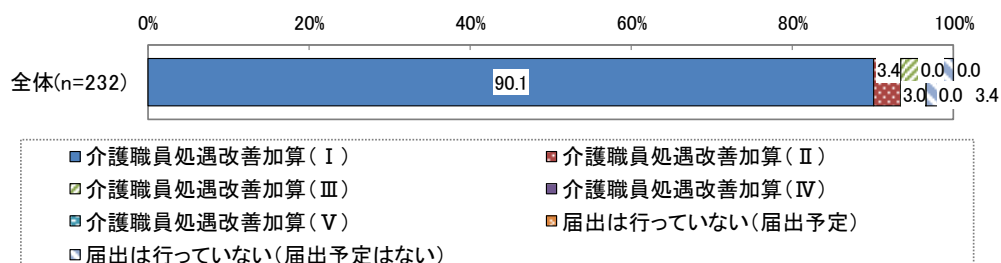 0% 20% 40% 60% 80% 100%
全体(n=232) 90.1 3.4 3.0 0.0 0.0 0.0 3.4
■介護職員処遇改善加算(Ⅰ) ■介護職員処遇改善加算(Ⅱ)
介護職員処遇改善加算(Ⅲ) ■介護職員処遇改善加算(Ⅳ)
介護職員処遇改善加算(Ⅴ) 届出は行っていない(届出予定)
届出は行っていない(届出予定はない)